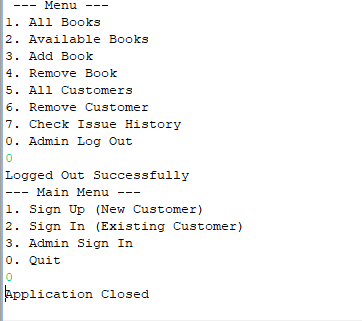 --- Menu ---
1. All Books
2. Available Books
3. Add Book
4. Remove Book
5. All Customers
6. Remove Customer
7. Check Issue History
0. Admin Log Out
0
Logged Out Successfully
--- Main Menu ---
1. Sign Up (New Customer)
2. Sign In (Existing Customer)
3. Admin Sign In
0. Quit
0
Application Closed